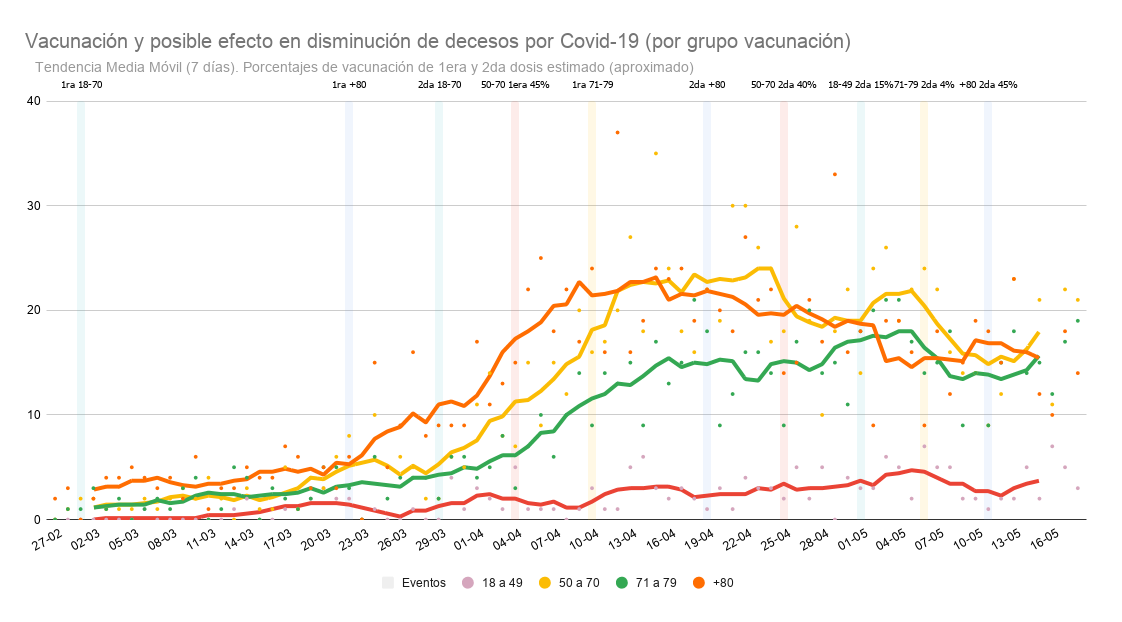 Vacunación y posible efecto en disminución de decesos por Covid-19 (por grupo vacunación)
Tendencia Media Móvil (7 días). Porcentajes de vacunación de 1era y 2da dosis estimado (aproximado)
1ra 18-70 1ra +80 2da 18-70 50-70 1era 45% 1ra 71-79 2da +80 50-70 2da 40% 18-49 2da 15% 71-79 2da 4% +80 2da 45%
40
30
20
10
0
27-02 02-03 05-03 08-03 11-03 14-03 17-03 20-03 23-03 26-03 29-03 01-04 04-04 07-04 10-04 13-04 16-04 19-04 22-04 25-04 28-04 01-05 04-05 07-05 10-05 13-05 16-05
Eventos 18 a 49 50 a 70 71 a 79 +80